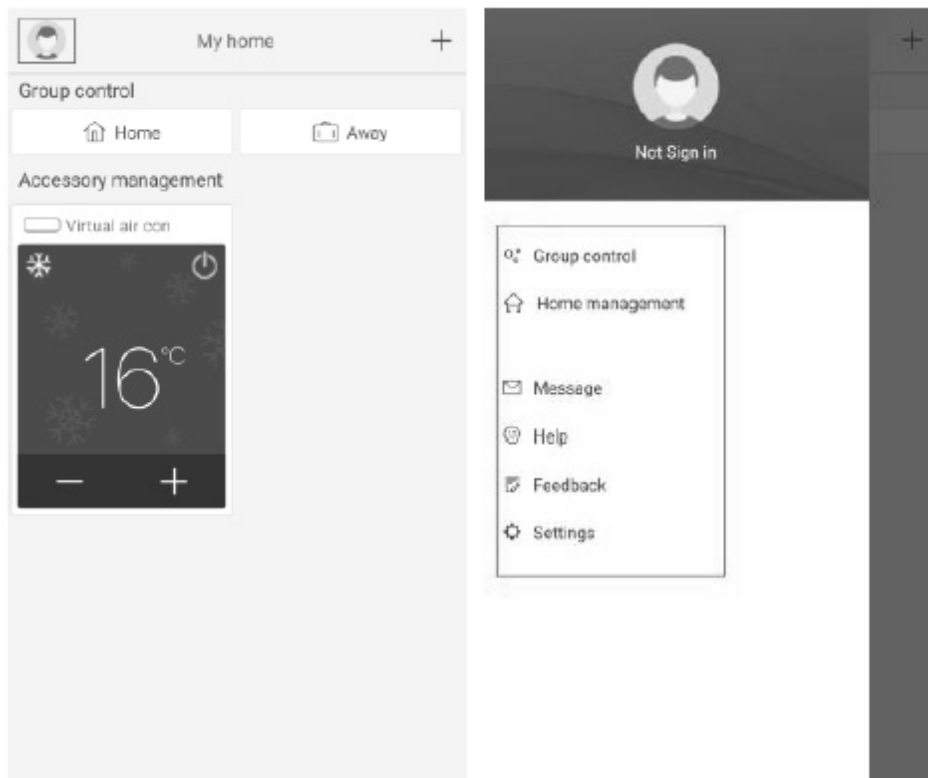 My home
+
Group control
Home
Away
Accessory management
Virtual air con
16°C
− +
+
Not Sign in
Group control
Home management
Message
Help
Feedback
Settings